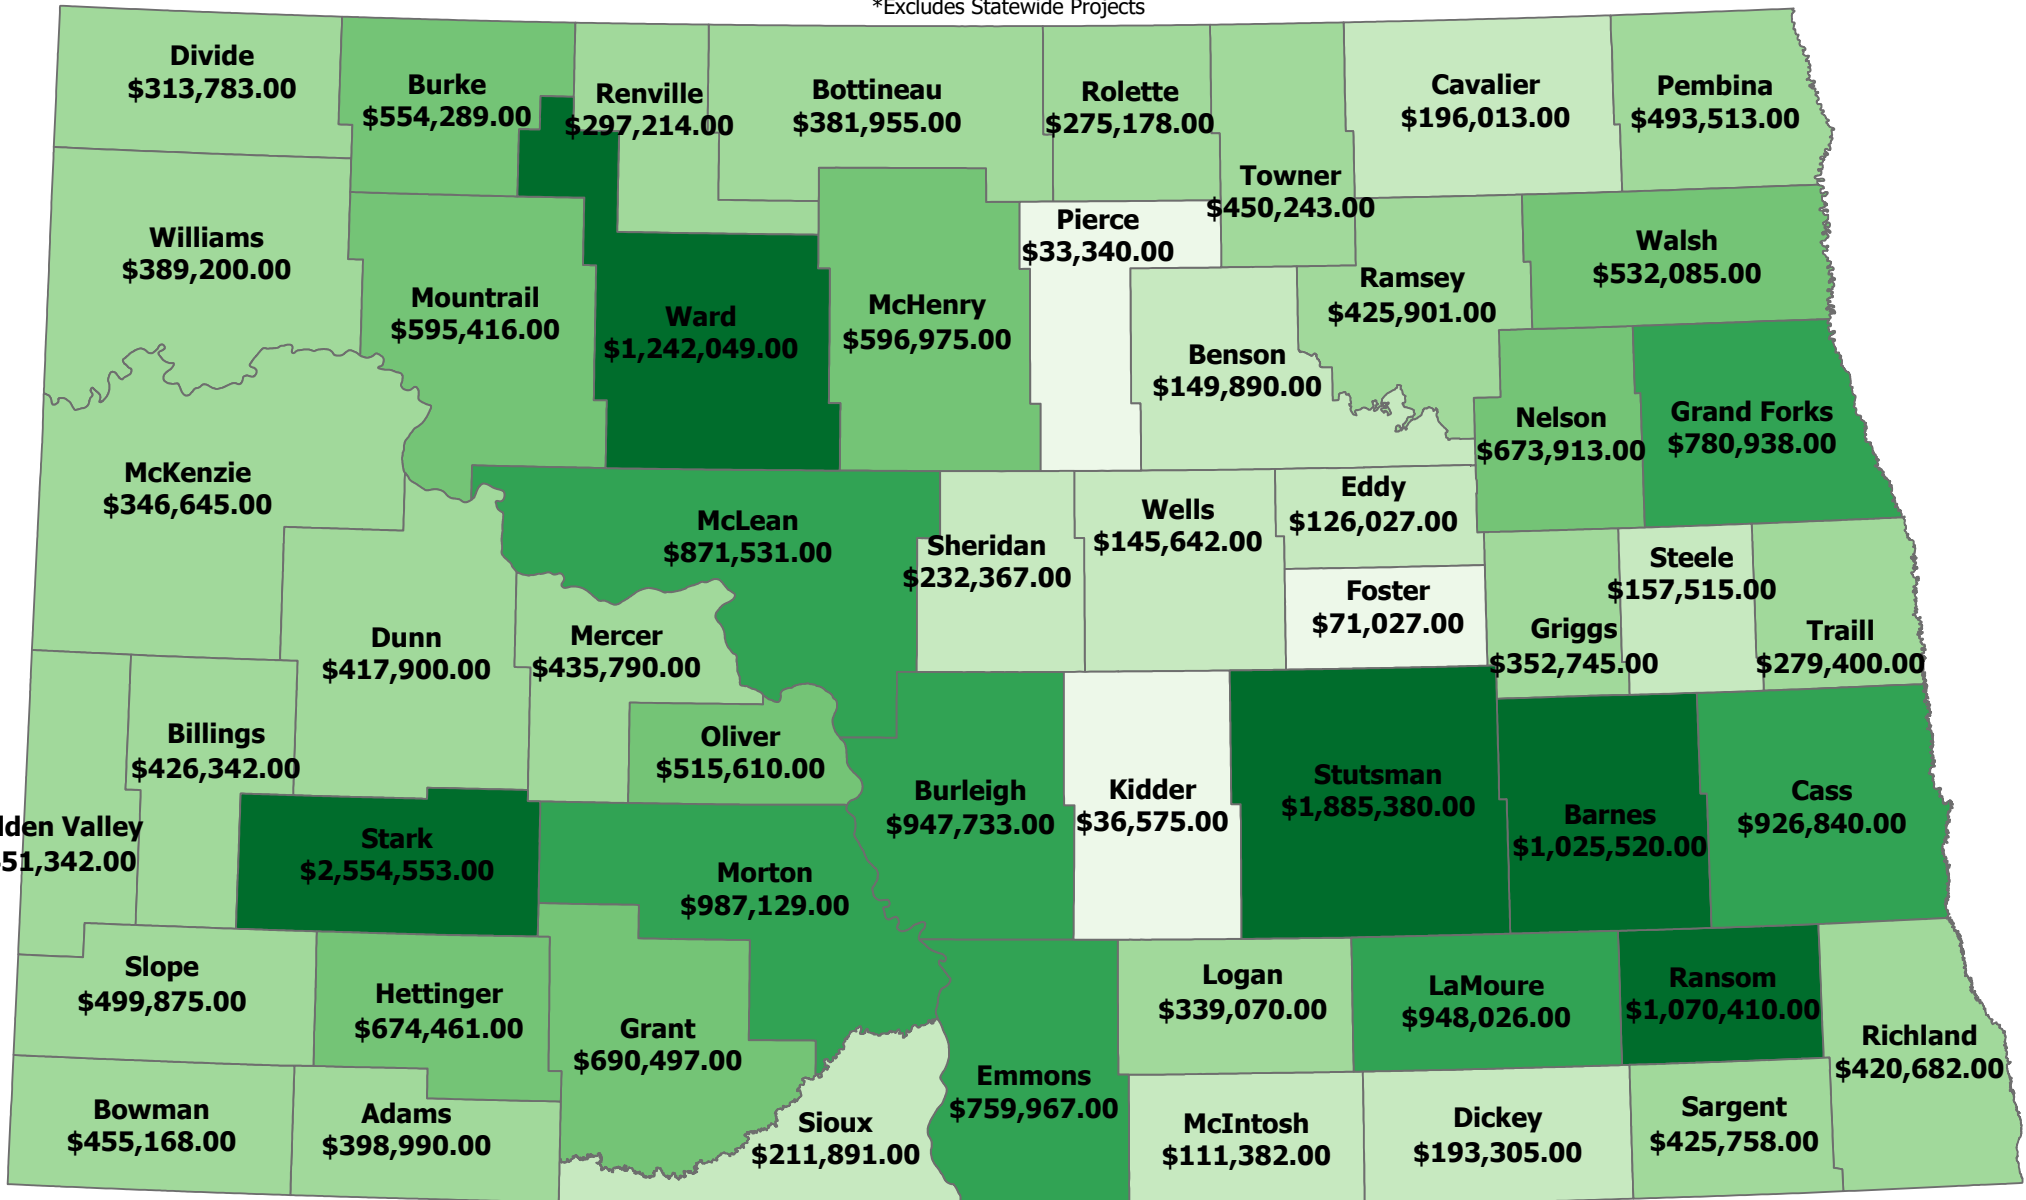 *Excludes Statewide Projects
Divide
$313,783.00
Burke
$554,289.00
Renville
$297,214.00
Bottineau
$381,955.00
Rolette
$275,178.00
Towner
$450,243.00
Cavalier
$196,013.00
Pembina
$493,513.00
Williams
$389,200.00
Mountrail
$595,416.00
Ward
$1,242,049.00
McHenry
$596,975.00
Pierce
$33,340.00
Benson
$149,890.00
Ramsey
$425,901.00
Walsh
$532,085.00
Nelson
$673,913.00
Grand Forks
$780,938.00
McKenzie
$346,645.00
McLean
$871,531.00
Sheridan
$232,367.00
Wells
$145,642.00
Eddy
$126,027.00
Foster
$71,027.00
Griggs
$352,745.00
Steele
$157,515.00
Traill
$279,400.00
Dunn
$417,900.00
Mercer
$435,790.00
Oliver
$515,610.00
Billings
$426,342.00
lden Valley
51,342.00
Stark
$2,554,553.00
Morton
$987,129.00
Burleigh
$947,733.00
Kidder
$36,575.00
Stutsman
$1,885,380.00
Barnes
$1,025,520.00
Cass
$926,840.00
Slope
$499,875.00
Hettinger
$674,461.00
Grant
$690,497.00
Emmons
$759,967.00
Logan
$339,070.00
LaMoure
$948,026.00
Ransom
$1,070,410.00
Richland
$420,682.00
Bowman
$455,168.00
Adams
$398,990.00
Sioux
$211,891.00
McIntosh
$111,382.00
Dickey
$193,305.00
Sargent
$425,758.00